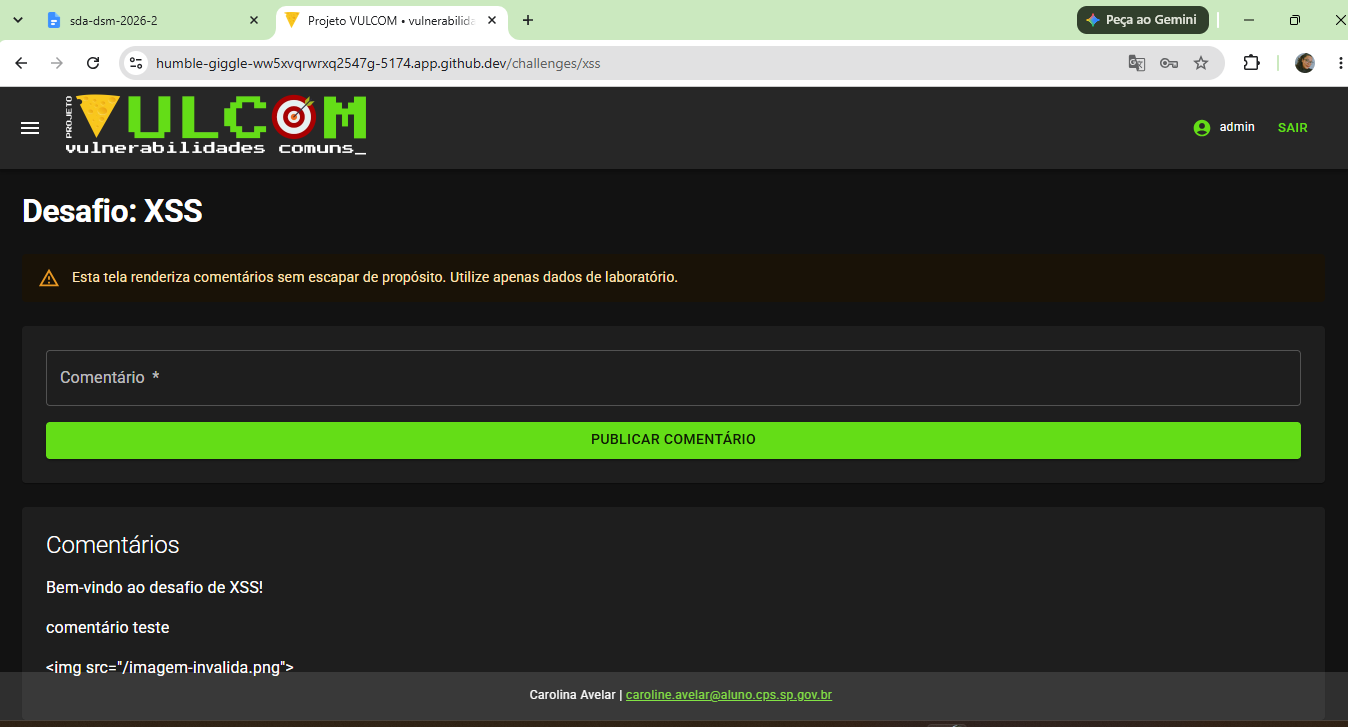 sda-dsm-2026-2
Projeto VULCOM • vulnerabilida
Peça ao Gemini
humble-giggle-ww5xvqrwrxq2547g-5174.app.github.dev/challenges/xss
PROJETO
VULCOM
vulnerabilidades comuns_
admin
SAIR
Desafio: XSS
Esta tela renderiza comentários sem escapar de propósito. Utilize apenas dados de laboratório.
Comentário *
PUBLICAR COMENTÁRIO
Comentários
Bem-vindo ao desafio de XSS!
comentário teste
<img src="/imagem-invalida.png">
Carolina Avelar | caroline.avelar@aluno.cps.sp.gov.br